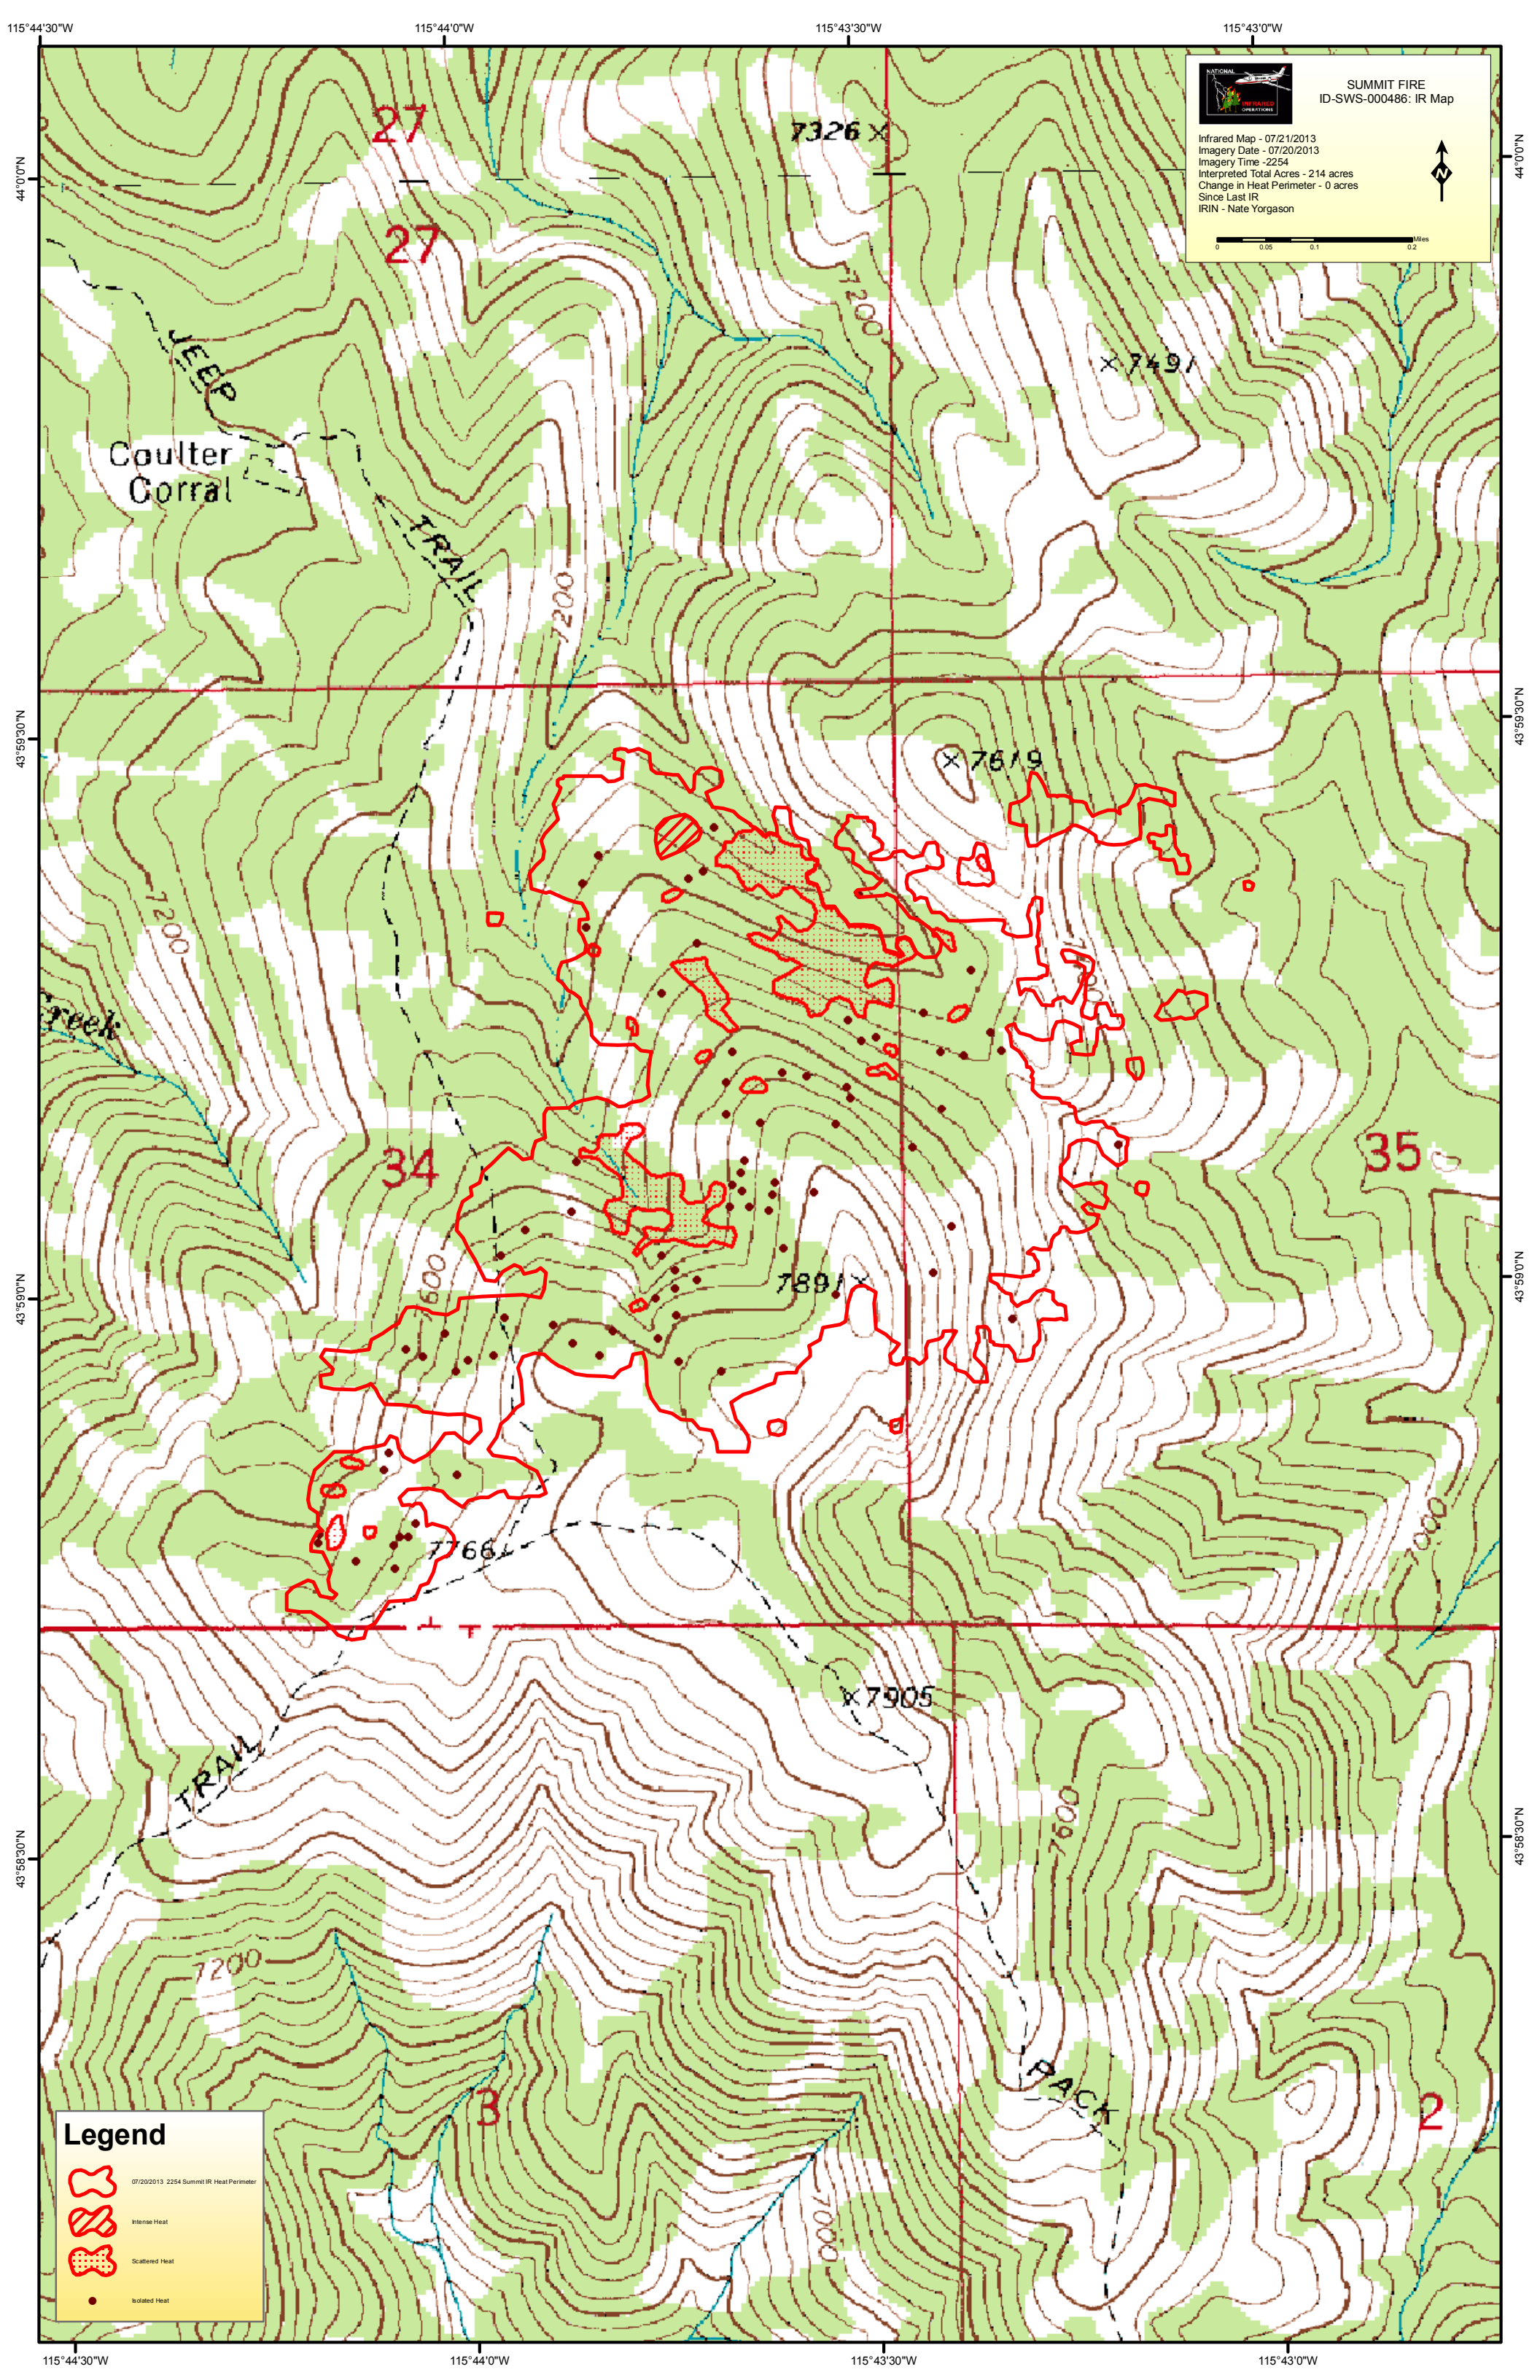 115°44'30"W
115°44'0"W
115°43'30"W
115°43'0"W
NATIONAL
INFRARED
OPERATIONS
SUMMIT FIRE
ID-SWS-000486: IR Map
Infrared Map - 07/21/2013
Imagery Date - 07/20/2013
Imagery Time -2254
Interpreted Total Acres - 214 acres
Change in Heat Perimeter - 0 acres
Since Last IR
IRIN - Nate Yorgason
N
0
0.05
0.1
0.2
Miles
27
7326
44°0'0"N
44°0'0"N
27
7200
JEEP
7491
Coulter
Corral
TRAIL
7200
43°59'30"N
43°59'30"N
7619
7200
Creek
34
35
7891
7600
43°59'0"N
43°59'0"N
7000
7766
7905
TRAIL
7600
43°58'30"N
43°58'30"N
7200
PACK
3
2
7000
Legend
07/20/2013 2254 Summit IR Heat Perimeter
Intense Heat
Scattered Heat
Isolated Heat
115°44'30"W
115°44'0"W
115°43'30"W
115°43'0"W